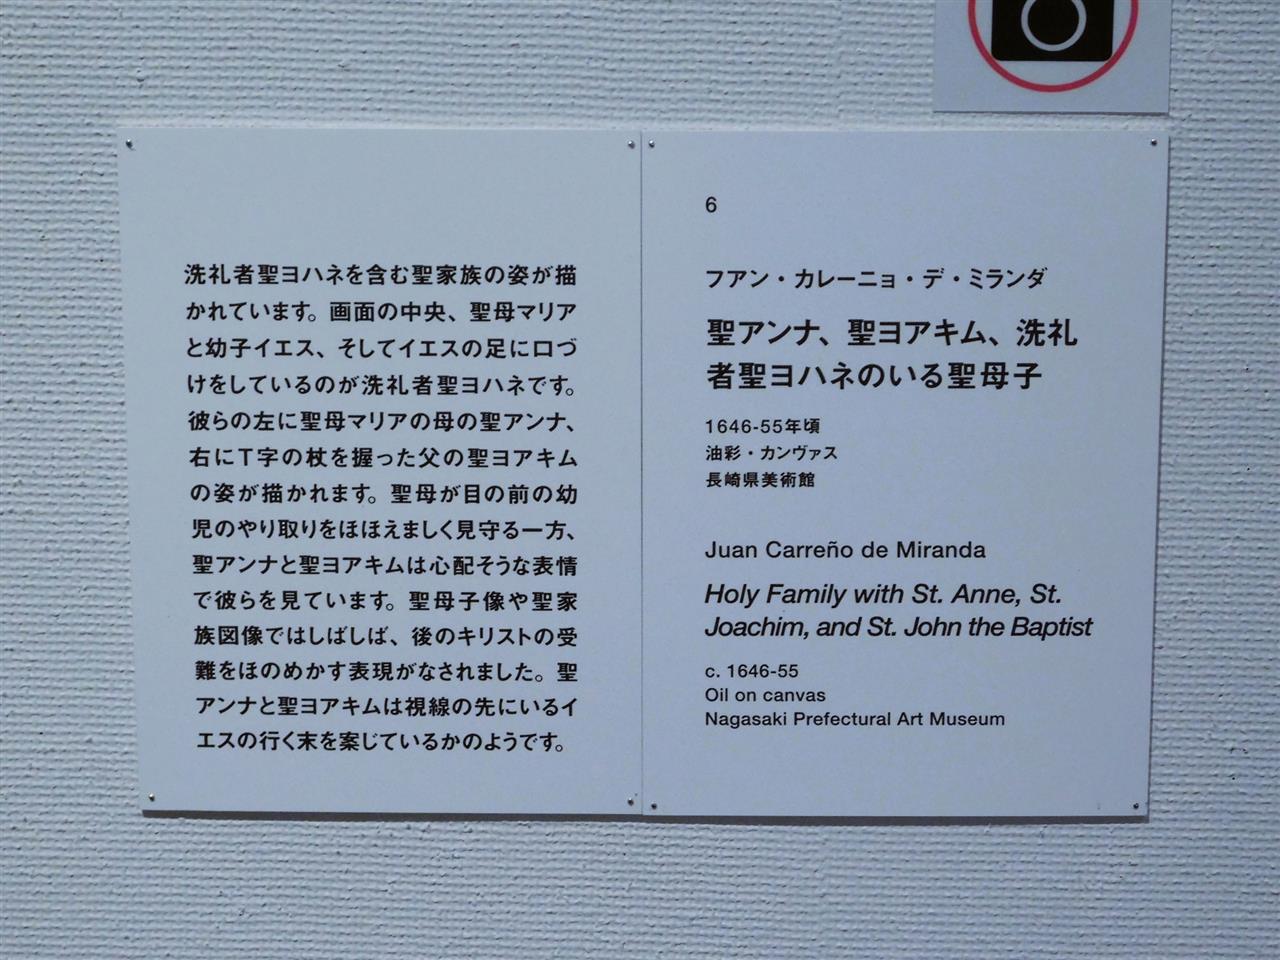 洗礼者聖ヨハネを含む聖家族の姿が描
かれています。画面の中央、聖母マリア
と幼子イエス、そしてイエスの足に口づ
けをしているのが洗礼者聖ヨハネです。
彼らの左に聖母マリアの母の聖アンナ、
右にT字の杖を握った父の聖ヨアキム
の姿が描かれます。聖母が目の前の幼
児のやり取りをほほえましく見守る一方、
聖アンナと聖ヨアキムは心配そうな表情
で彼らを見ています。聖母子像や聖家
族図像ではしばしば、後のキリストの受
難をほのめかす表現がなされました。聖
アンナと聖ヨアキムは視線の先にいるイ
エスの行く末を案じているかのようです。
6
フアン・カレーニョ・デ・ミランダ
聖アンナ、聖ヨアキム、洗礼
者聖ヨハネのいる聖母子
1646-55年頃
油彩・カンヴァス
長崎県美術館
Juan Carreño de Miranda
Holy Family with St. Anne, St.
Joachim, and St. John the Baptist
c. 1646-55
Oil on canvas
Nagasaki Prefectural Art Museum